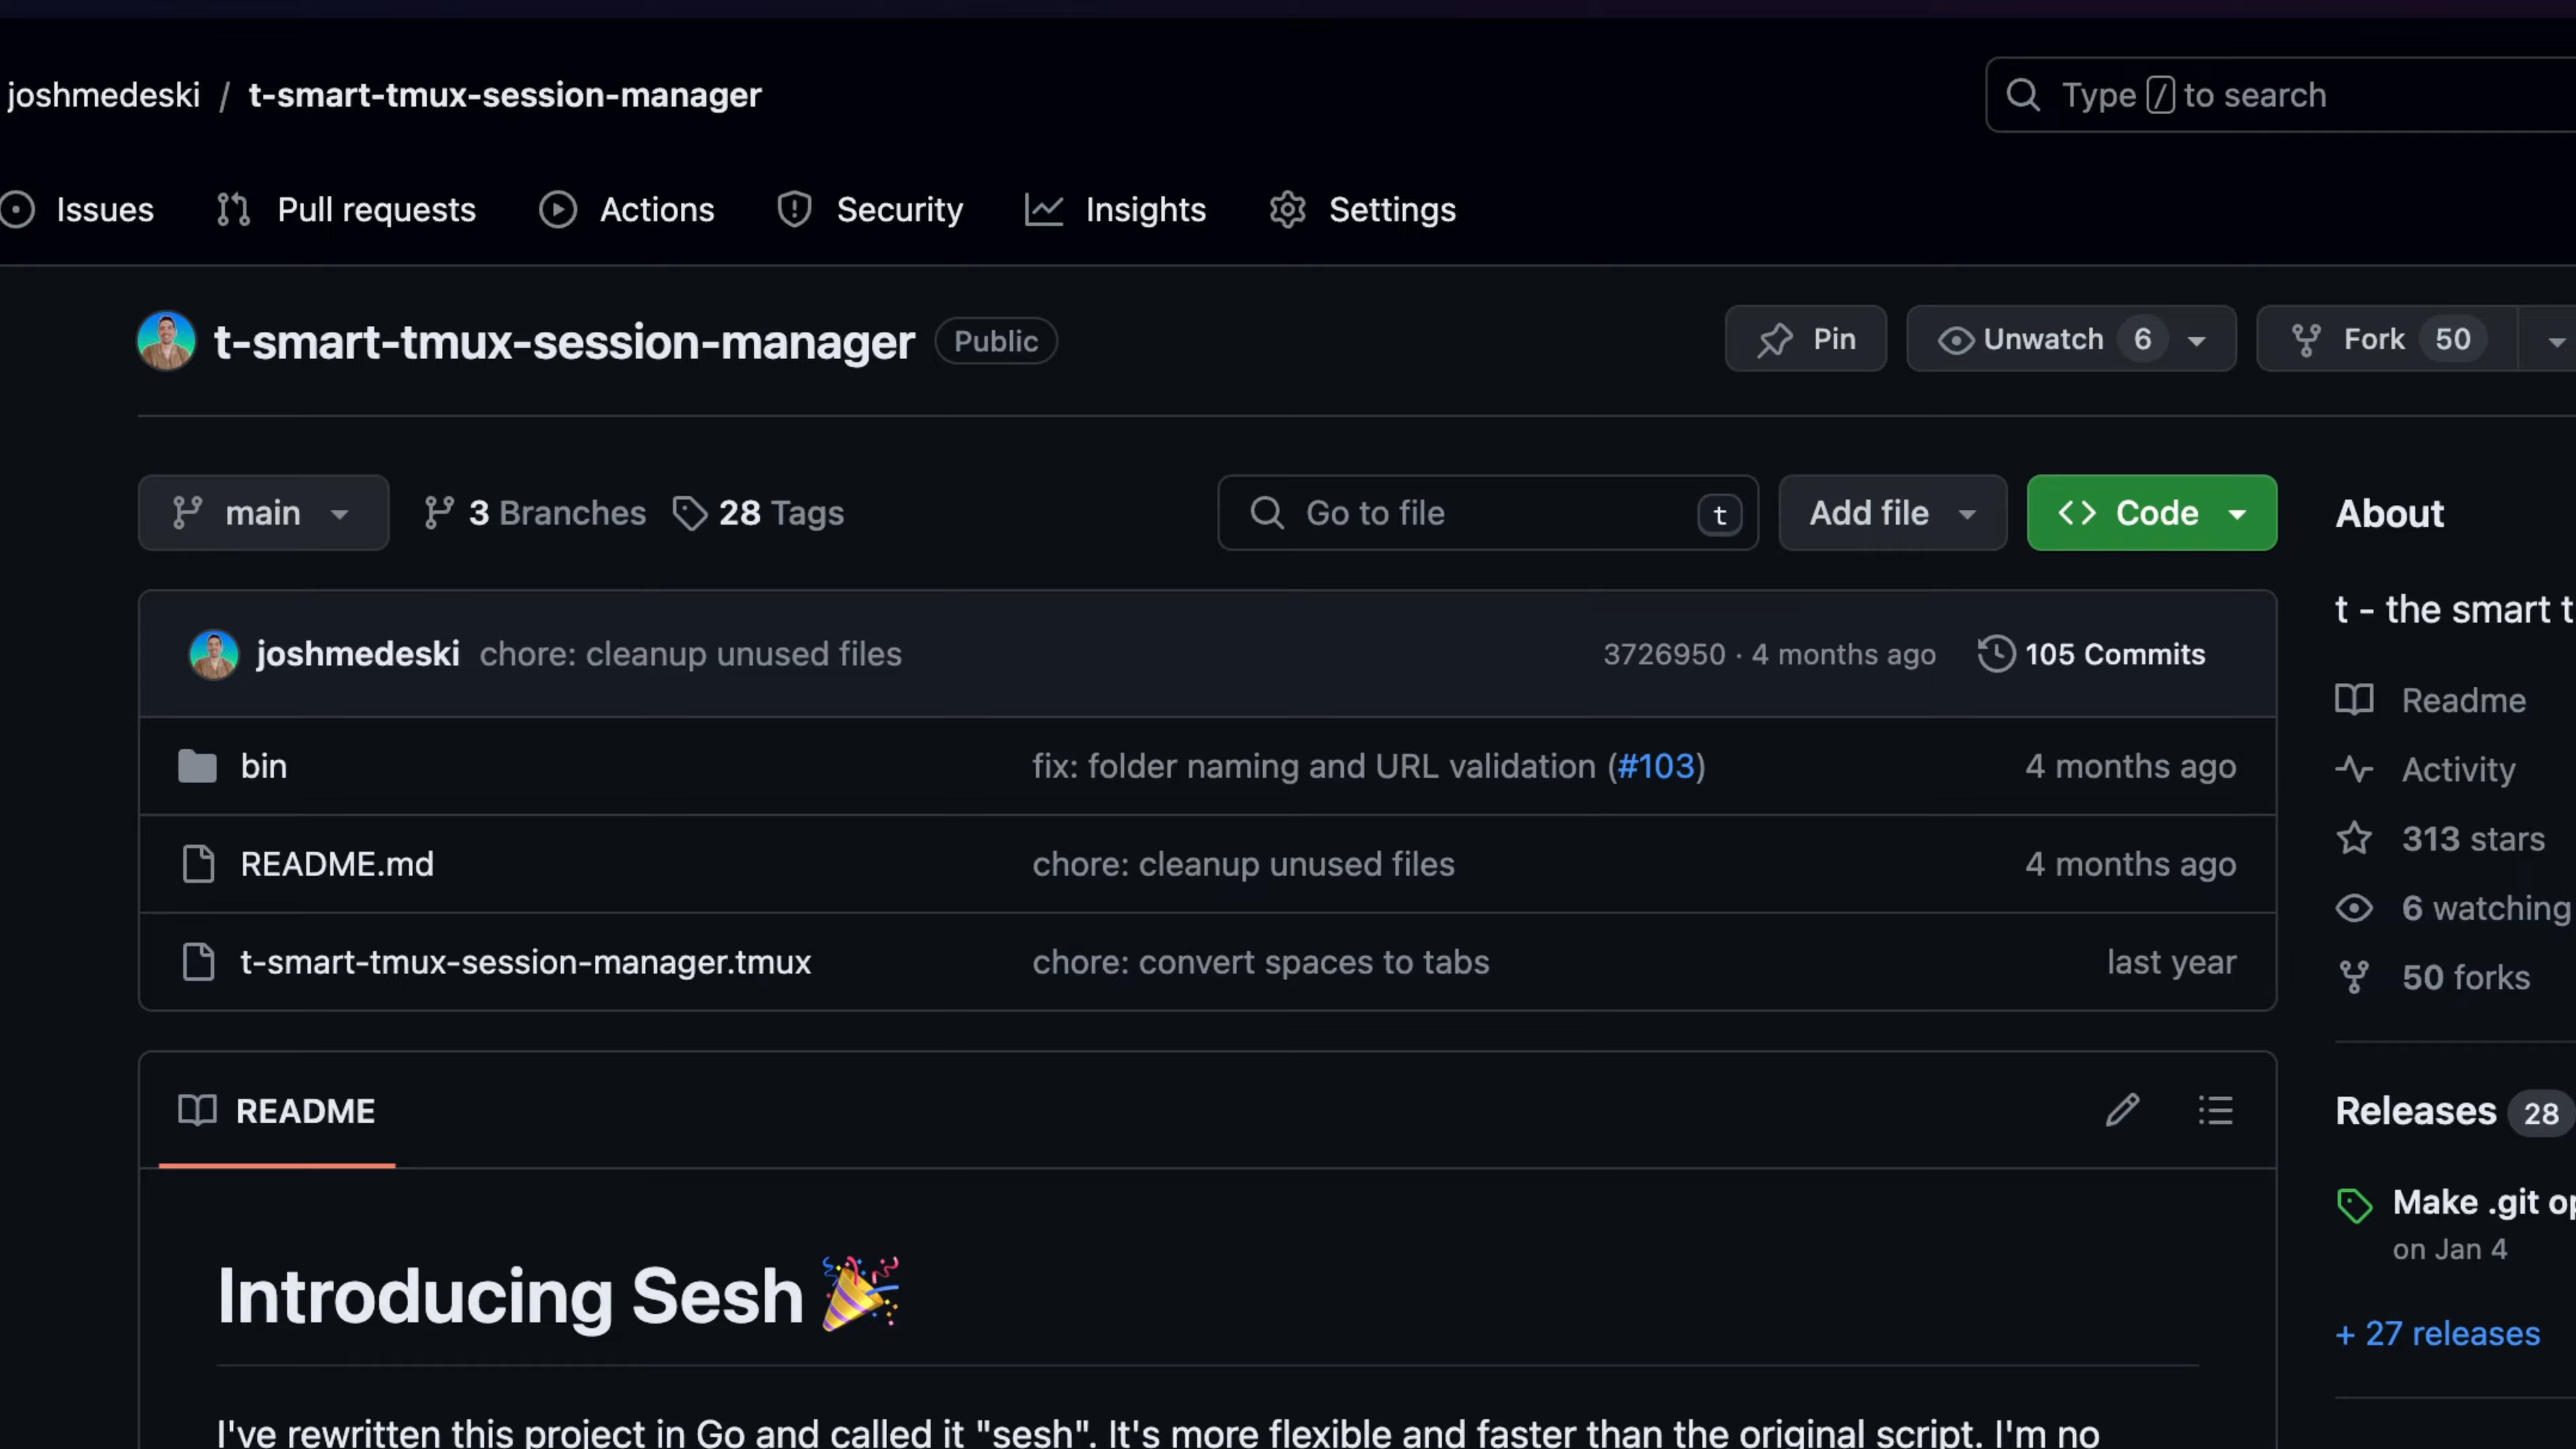 joshmedeski / t-smart-tmux-session-manager
Type / to search
Issues Pull requests Actions Security Insights Settings
t-smart-tmux-session-manager Public
Pin Unwatch 6 Fork 50
main 3 Branches 28 Tags
Go to file t Add file Code
About
joshmedeski chore: cleanup unused files 3726950 · 4 months ago 105 Commits
bin fix: folder naming and URL validation (#103) 4 months ago
README.md chore: cleanup unused files 4 months ago
t-smart-tmux-session-manager.tmux chore: convert spaces to tabs last year
t - the smart t
Readme
Activity
313 stars
6 watching
50 forks
Releases 28
Make .git op
on Jan 4
+ 27 releases
README
Introducing Sesh 🎉
I've rewritten this project in Go and called it "sesh". It's more flexible and faster than the original script. I'm no